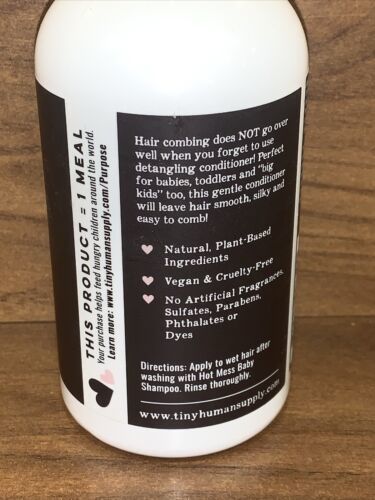 THIS PRODUCT = 1 MEAL
Your purchase helps feed hungry children around the world.
Learn more: www.tinyhumansupply.com/Purpose
Hair combing does NOT go over
well when you forget to use
detangling conditioner! Perfect
for babies, toddlers and "big
kids" too, this gentle conditioner
will leave hair smooth, silky and
easy to comb!
Natural, Plant-Based
Ingredients
Vegan & Cruelty-Free
No Artificial Fragrances,
Sulfates, Parabens,
Phthalates or
Dyes
Directions: Apply to wet hair after
washing with Hot Mess Baby
Shampoo. Rinse thoroughly.
www.tinyhumansupply.com